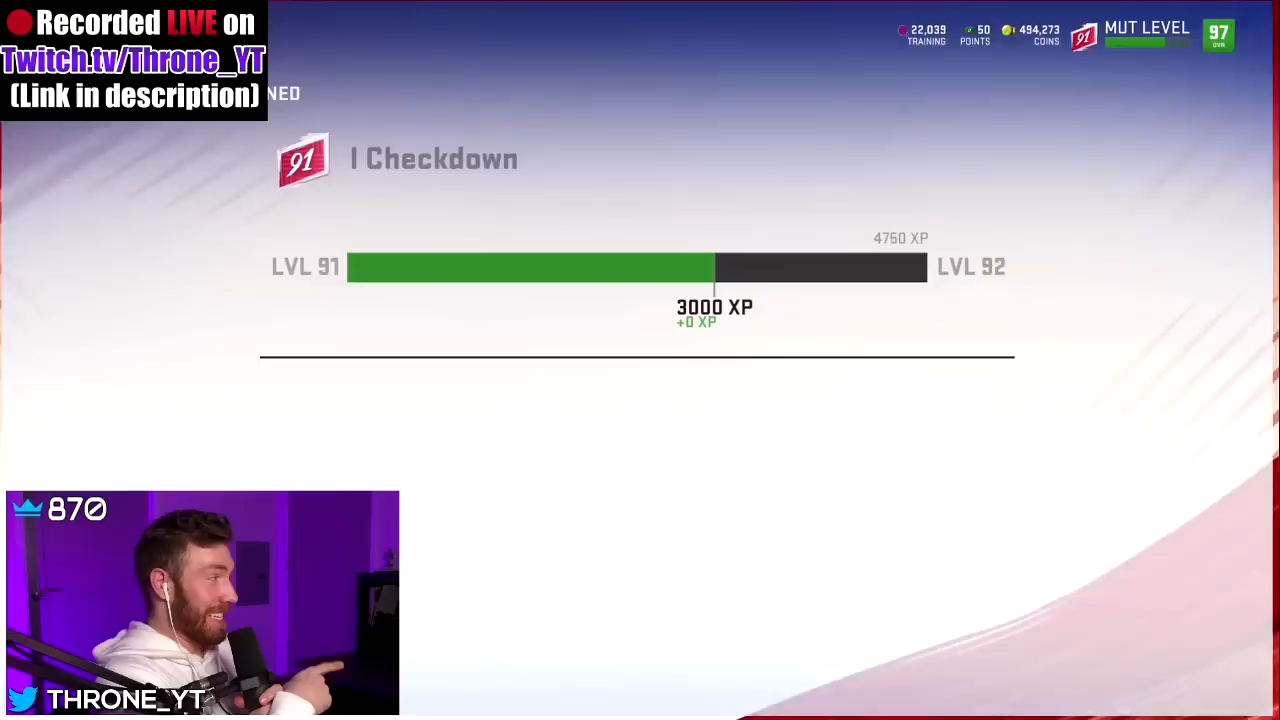 Recorded LIVE on
Twitch.tv/Throne_YT
(Link in description)
NED
22,039
TRAINING
50
POINTS
494,273
COINS
91
MUT LEVEL
97
OVR
91
I Checkdown
4750 XP
LVL 91
LVL 92
3000 XP
+0 XP
870
THRONE_YT